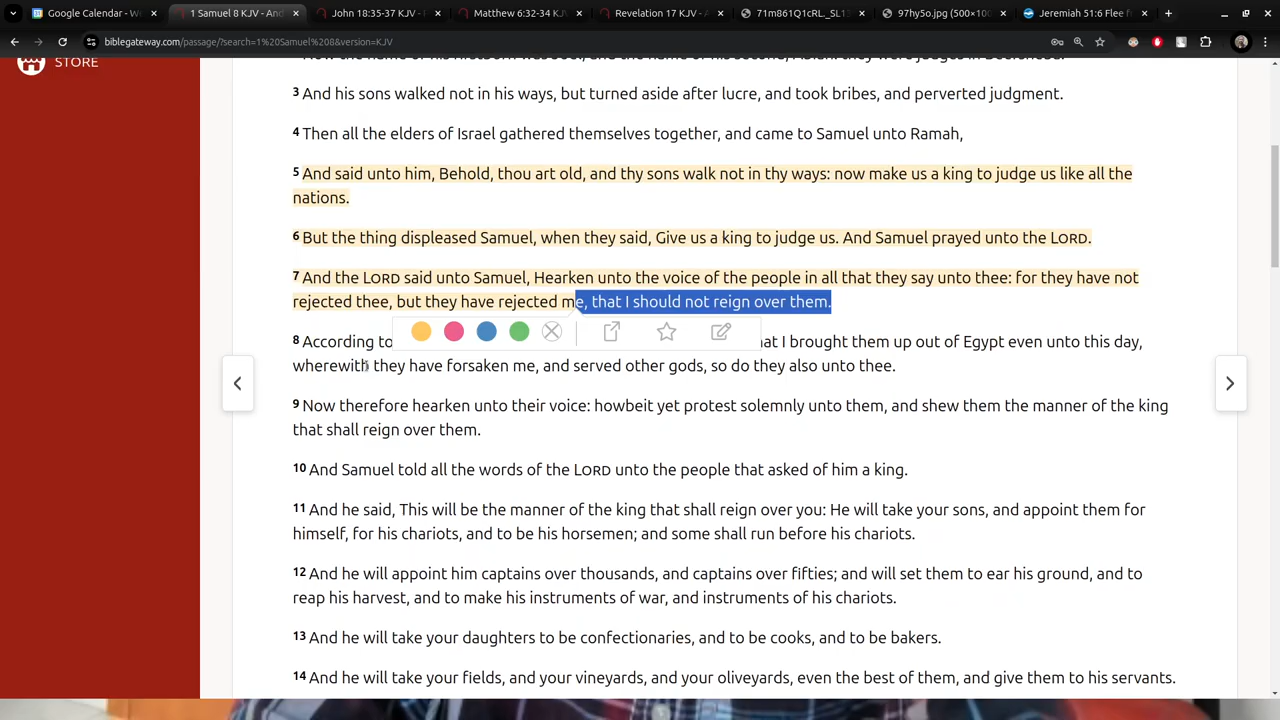 Google Calendar - W
1 Samuel 8 KJV - And
John 18:35-37 KJV -
Matthew 6:32-34 KJV
Revelation 17 KJV - A
71m861Q1cRL._SL15
97hy5o.jpg (500×10
Jeremiah 51:6 Flee f
biblegateway.com/passage/?search=1%20Samuel%208&version=KJV
STORE
3 And his sons walked not in his ways, but turned aside after lucre, and took bribes, and perverted judgment.
4 Then all the elders of Israel gathered themselves together, and came to Samuel unto Ramah,
5 And said unto him, Behold, thou art old, and thy sons walk not in thy ways: now make us a king to judge us like all the
nations.
6 But the thing displeased Samuel, when they said, Give us a king to judge us. And Samuel prayed unto the LORD.
7 And the LORD said unto Samuel, Hearken unto the voice of the people in all that they say unto thee: for they have not
rejected thee, but they have rejected me, that I should not reign over them.
8 According to hat I brought them up out of Egypt even unto this day,
wherewith they have forsaken me, and served other gods, so do they also unto thee.
9 Now therefore hearken unto their voice: howbeit yet protest solemnly unto them, and shew them the manner of the king
that shall reign over them.
10 And Samuel told all the words of the LORD unto the people that asked of him a king.
11 And he said, This will be the manner of the king that shall reign over you: He will take your sons, and appoint them for
himself, for his chariots, and to be his horsemen; and some shall run before his chariots.
12 And he will appoint him captains over thousands, and captains over fifties; and will set them to ear his ground, and to
reap his harvest, and to make his instruments of war, and instruments of his chariots.
13 And he will take your daughters to be confectionaries, and to be cooks, and to be bakers.
14 And he will take your fields, and your vineyards, and your oliveyards, even the best of them, and give them to his servants.